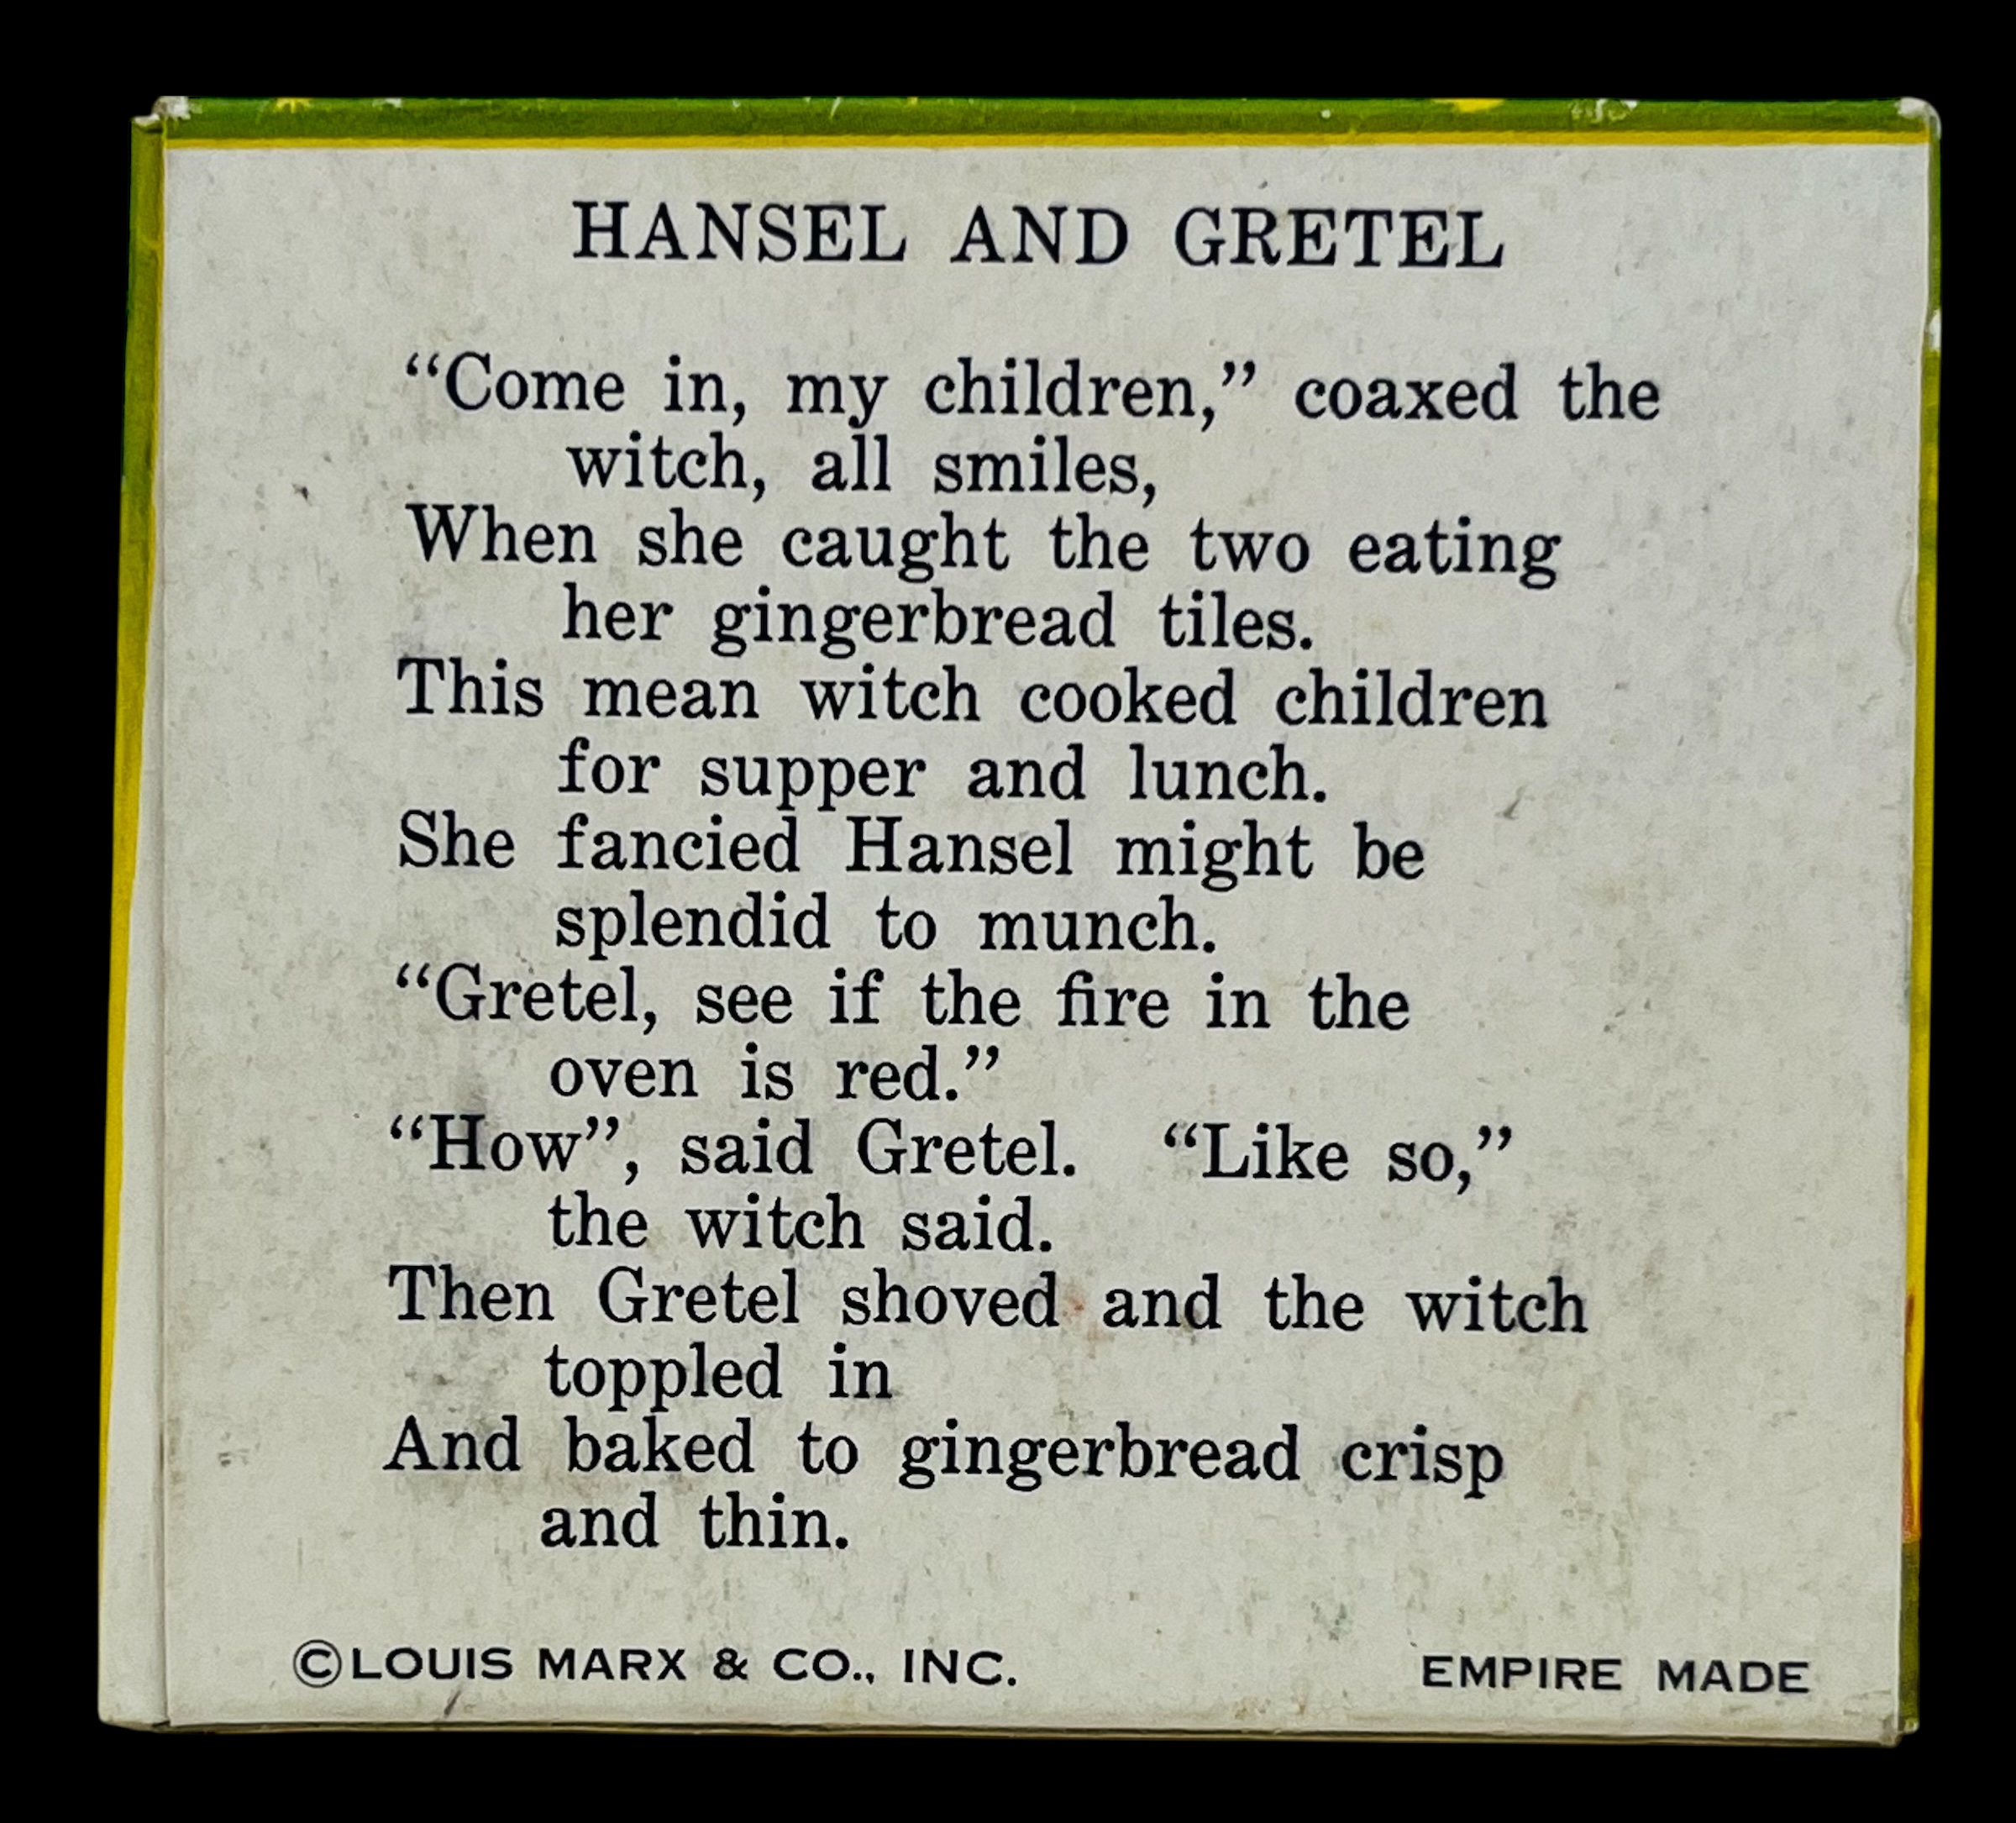 HANSEL AND GRETEL
“Come in, my children,” coaxed the
witch, all smiles,
When she caught the two eating
her gingerbread tiles.
This mean witch cooked children
for supper and lunch.
She fancied Hansel might be
splendid to munch.
“Gretel, see if the fire in the
oven is red.”
“How”, said Gretel. “Like so,”
the witch said.
Then Gretel shoved and the witch
toppled in
And baked to gingerbread crisp
and thin.
©LOUIS MARX & CO., INC.
EMPIRE MADE